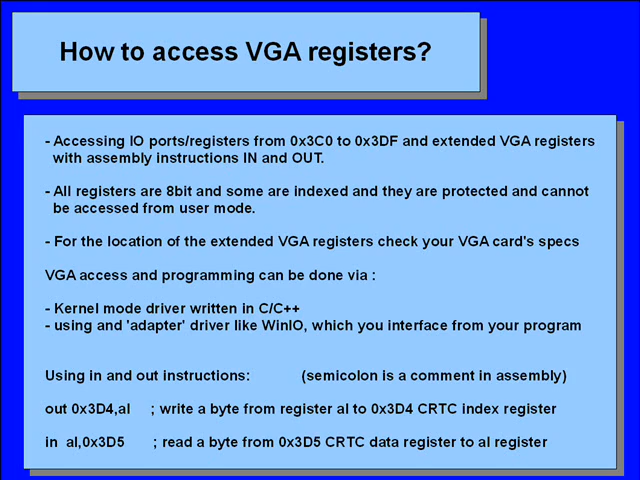 How to access VGA registers?
- Accessing IO ports/registers from 0x3C0 to 0x3DF and extended VGA registers
with assembly instructions IN and OUT.
- All registers are 8bit and some are indexed and they are protected and cannot
be accessed from user mode.
- For the location of the extended VGA registers check your VGA card's specs
VGA access and programming can be done via :
- Kernel mode driver written in C/C++
- using and 'adapter' driver like WinIO, which you interface from your program
Using in and out instructions: (semicolon is a comment in assembly)
out 0x3D4,al ; write a byte from register al to 0x3D4 CRTC index register
in al,0x3D5 ; read a byte from 0x3D5 CRTC data register to al register